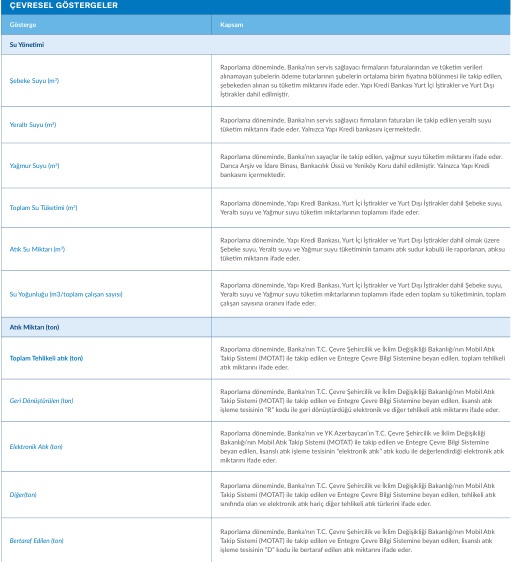 ÇEVRESEL GÖSTERGELER
Gösterge Kapsam
Su Yönetimi
Şebeke Suyu (m³)
Raporlama döneminde, Banka'nın servis sağlayıcı firmaların faturalarından ve tüketim verileri
alınamayan şubelerin ödeme tutarlarının şubelerin ortalama birim fiyatına bölünmesi ile takip edilen,
şebekeden alınan su tüketim miktarını ifade eder. Yapı Kredi Bankası Yurt İçi İştirakler ve Yurt Dışı
İştirakler dahil edilmiştir.
Yeraltı Suyu (m³)
Raporlama döneminde, Banka'nın servis sağlayıcı firmaların faturaları ile takip edilen yeraltı suyu
tüketim miktarını ifade eder. Yalnızca Yapı Kredi bankasını içermektedir.
Yağmur Suyu (m³)
Raporlama döneminde, Banka'nın sayaçlar ile takip edilen, yağmur suyu tüketim miktarını ifade eder.
Darıca Arşiv ve İdare Binası, Bankacılık Üssü ve Yeniköy Koru dahil edilmiştir. Yalnızca Yapı Kredi
bankasını içermektedir.
Toplam Su Tüketimi (m³)
Raporlama döneminde, Yapı Kredi Bankası, Yurt İçi İştirakler ve Yurt Dışı İştirakler dahil Şebeke suyu,
Yeraltı suyu ve Yağmur suyu tüketim miktarlarının toplamını ifade eder.
Atık Su Miktarı (m³)
Raporlama döneminde, Yapı Kredi Bankası, Yurt İçi İştirakler ve Yurt Dışı İştirakler dahil olmak üzere
Şebeke suyu, Yeraltı suyu ve Yağmur suyu tüketiminin tamamı atık sudur kabulü ile raporlanan, atıksu
tüketim miktarını ifade eder.
Su Yoğunluğu (m3/toplam çalışan sayısı)
Raporlama döneminde, Yapı Kredi Bankası, Yurt İçi İştirakler ve Yurt Dışı İştirakler dahil Şebeke suyu,
Yeraltı suyu ve Yağmur suyu tüketim miktarlarının toplamını ifade eden toplam su tüketiminin, toplam
çalışan sayısına oranını ifade eder.
Atık Miktarı (ton)
Toplam Tehlikeli atık (ton)
Raporlama döneminde, Banka'nın T.C. Çevre Şehircilik ve İklim Değişikliği Bakanlığı'nın Mobil Atık
Takip Sistemi (MOTAT) ile takip edilen ve Entegre Çevre Bilgi Sistemine beyan edilen, toplam tehlikeli
atık miktarını ifade eder.
Geri Dönüştürülen (ton)
Raporlama döneminde, Banka'nın T.C. Çevre Şehircilik ve İklim Değişikliği Bakanlığı'nın Mobil Atık
Takip Sistemi (MOTAT) ile takip edilen ve Entegre Çevre Bilgi Sistemine beyan edilen, lisanslı atık
işleme tesisinin "R" kodu ile geri dönüştürdüğü elektronik ve diğer tehlikeli atık miktarını ifade eder.
Elektronik Atık (ton)
Raporlama döneminde, Banka'nın ve YK Azerbaycan'ın T.C. Çevre Şehircilik ve İklim Değişikliği
Bakanlığı'nın Mobil Atık Takip Sistemi (MOTAT) ile takip edilen ve Entegre Çevre Bilgi Sistemine
beyan edilen, lisanslı atık işleme tesisinin "elektronik atık" atık kodu ile değerlendirdiği elektronik atık
miktarını ifade eder.
Diğer(ton)
Raporlama döneminde, Banka'nın T.C. Çevre Şehircilik ve İklim Değişikliği Bakanlığı'nın Mobil Atık
Takip Sistemi (MOTAT) ile takip edilen ve Entegre Çevre Bilgi Sistemine beyan edilen, tehlikeli atık
sınıfında olan ve elektronik atık hariç diğer tehlikeli atık türlerini ifade eder.
Bertaraf Edilen (ton)
Raporlama döneminde, Banka'nın T.C. Çevre Şehircilik ve İklim Değişikliği Bakanlığı'nın Mobil Atık
Takip Sistemi (MOTAT) ile takip edilen ve Entegre Çevre Bilgi Sistemine beyan edilen, lisanslı atık
işleme tesisinin "D" kodu ile bertaraf edilen atık miktarını ifade eder.